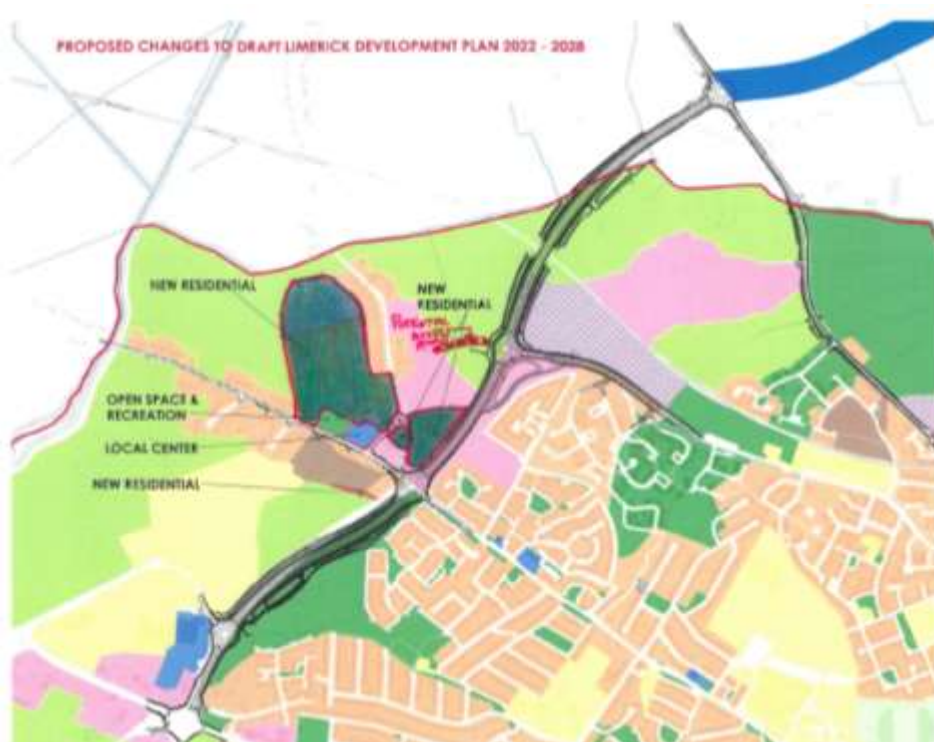 PROPOSED CHANGES TO DRAFT LIMERICK DEVELOPMENT PLAN 2022 - 2028
NEW RESIDENTIAL
NEW
RESIDENTIAL
OPEN SPACE &
RECREATION
LOCAL CENTER
NEW RESIDENTIAL